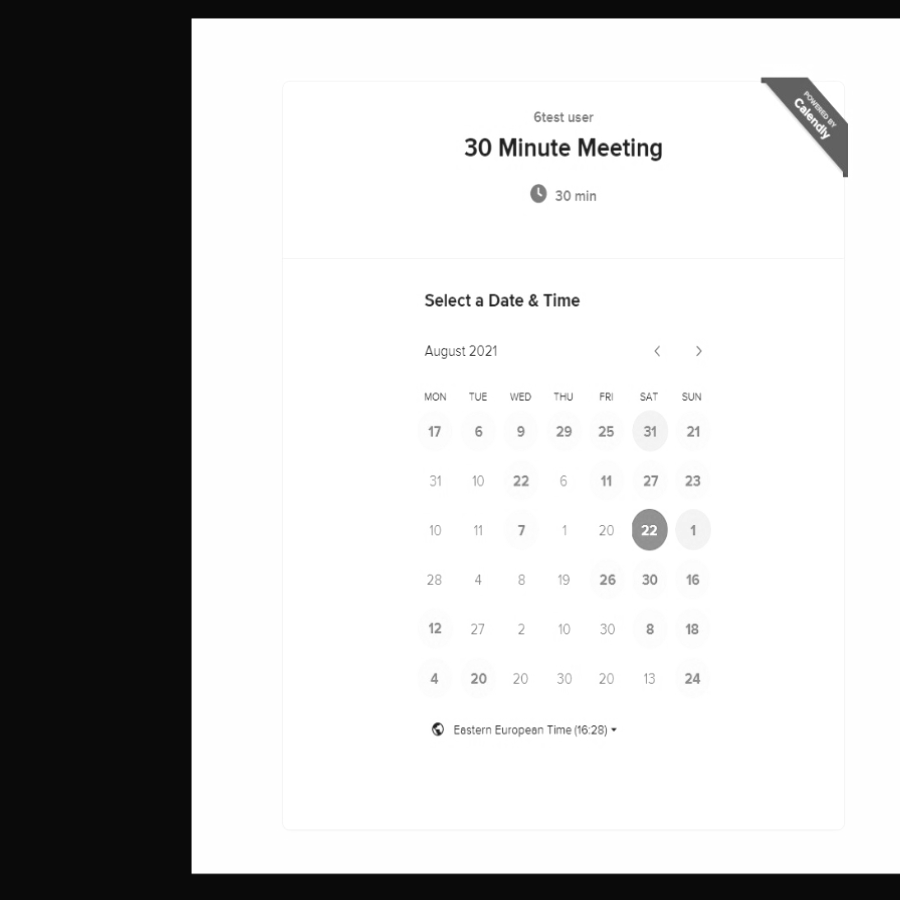 POWERED BY
Calendly
6test user
30 Minute Meeting
30 min
Select a Date & Time
August 2021
MON TUE WED THU FRI SAT SUN
17 6 9 29 25 31 21
31 10 22 6 11 27 23
10 11 7 1 20 22 1
28 4 8 19 26 30 16
12 27 2 10 30 8 18
4 20 20 30 20 13 24
Eastern European Time (16:28)